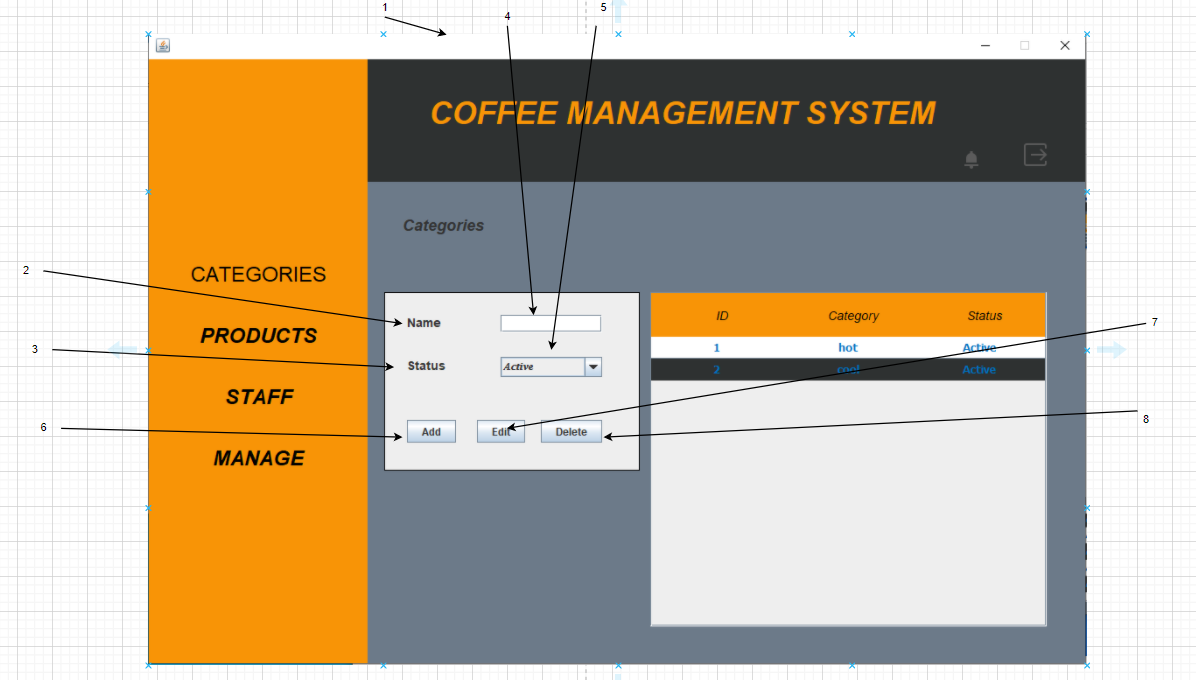 1
4
5
COFFEE MANAGEMENT SYSTEM
Categories
2
CATEGORIES
PRODUCTS
STAFF
MANAGE
3
6
Name
Status
Active
Add
Edit
Delete
ID Category Status
1 hot Active
2 cool Active
7
8